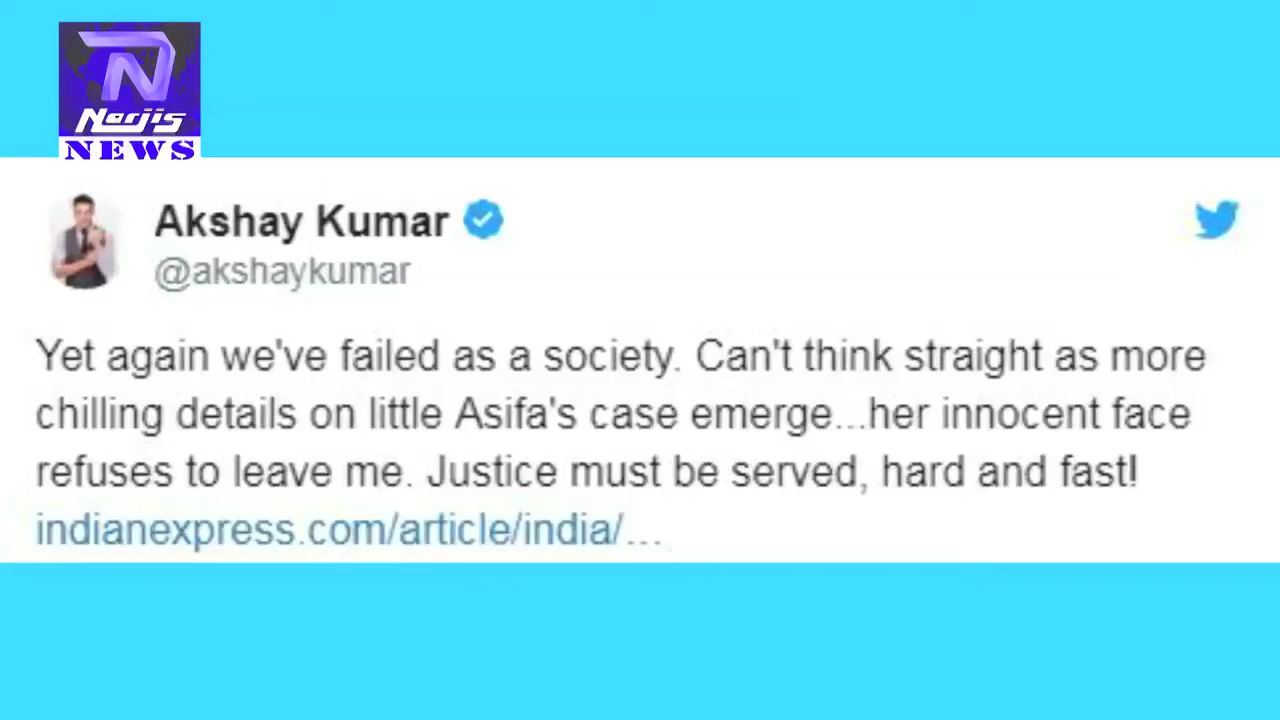 Narjis
NEWS
Akshay Kumar
@akshaykumar
Yet again we've failed as a society. Can't think straight as more
chilling details on little Asifa's case emerge...her innocent face
refuses to leave me. Justice must be served, hard and fast!
indianexpress.com/article/india/...